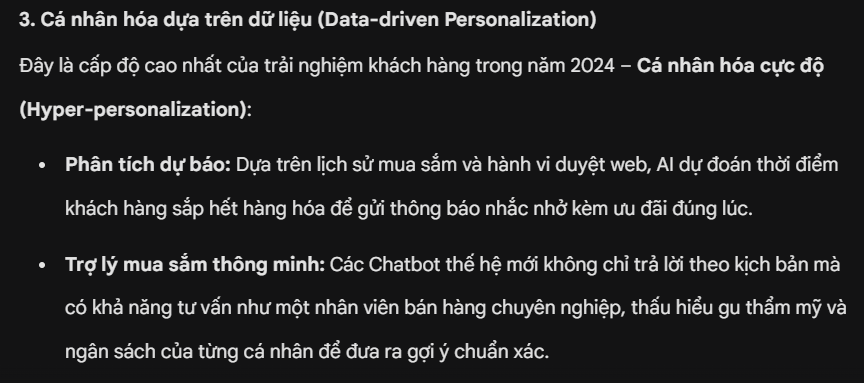 3. Cá nhân hóa dựa trên dữ liệu (Data-driven Personalization)
Đây là cấp độ cao nhất của trải nghiệm khách hàng trong năm 2024 – Cá nhân hóa cực độ
(Hyper-personalization):
• Phân tích dự báo: Dựa trên lịch sử mua sắm và hành vi duyệt web, AI dự đoán thời điểm
khách hàng sắp hết hàng hóa để gửi thông báo nhắc nhở kèm ưu đãi đúng lúc.
• Trợ lý mua sắm thông minh: Các Chatbot thế hệ mới không chỉ trả lời theo kịch bản mà
có khả năng tư vấn như một nhân viên bán hàng chuyên nghiệp, thấu hiểu gu thẩm mỹ và
ngân sách của từng cá nhân để đưa ra gợi ý chuẩn xác.